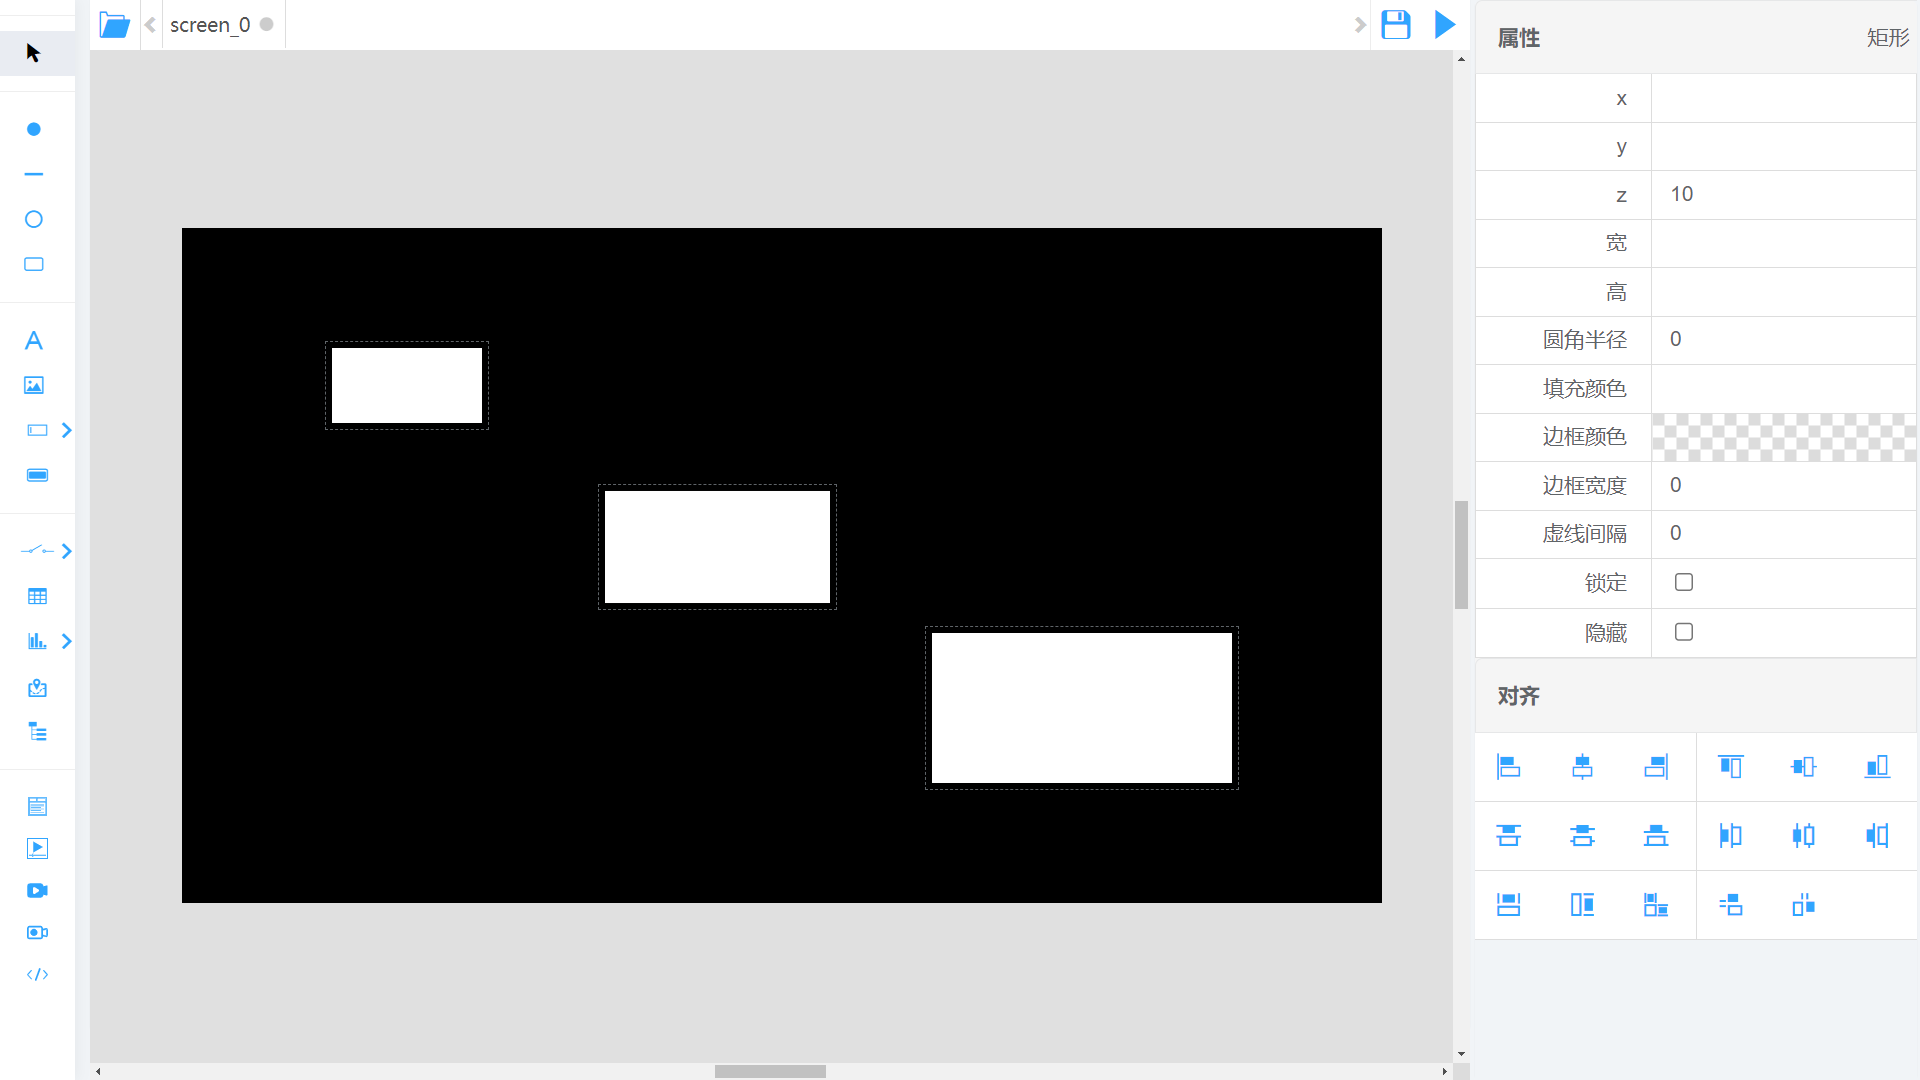 screen_0
属性 矩形
x
y
z 10
宽
高
圆角半径 0
填充颜色
边框颜色
边框宽度 0
虚线间隔 0
锁定
隐藏
对齐